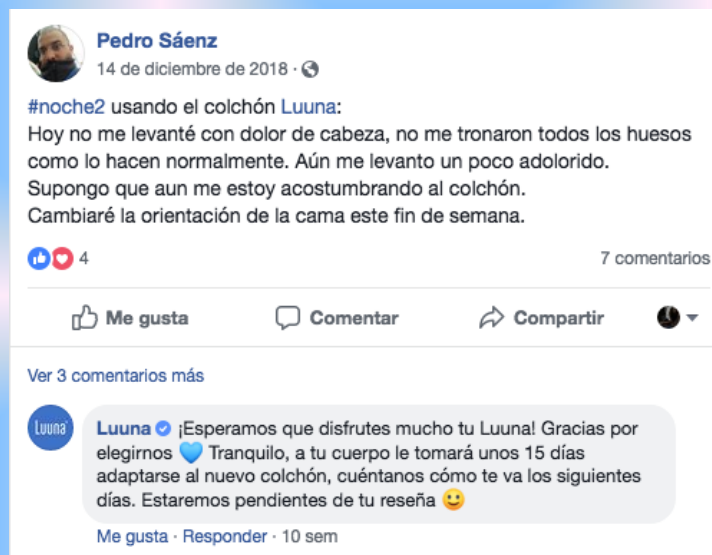 Pedro Sáenz
14 de diciembre de 2018 ·
#noche2 usando el colchón Luuna:
Hoy no me levanté con dolor de cabeza, no me tronaron todos los huesos
como lo hacen normalmente. Aún me levanto un poco adolorido.
Supongo que aun me estoy acostumbrando al colchón.
Cambiaré la orientación de la cama este fin de semana.
4 7 comentarios
Me gusta Comentar Compartir
Ver 3 comentarios más
Luuna
Luuna ¡Esperamos que disfrutes mucho tu Luuna! Gracias por
elegirnos 💙 Tranquilo, a tu cuerpo le tomará unos 15 días
adaptarse al nuevo colchón, cuéntanos cómo te va los siguientes
días. Estaremos pendientes de tu reseña 🙂
Me gusta · Responder · 10 sem